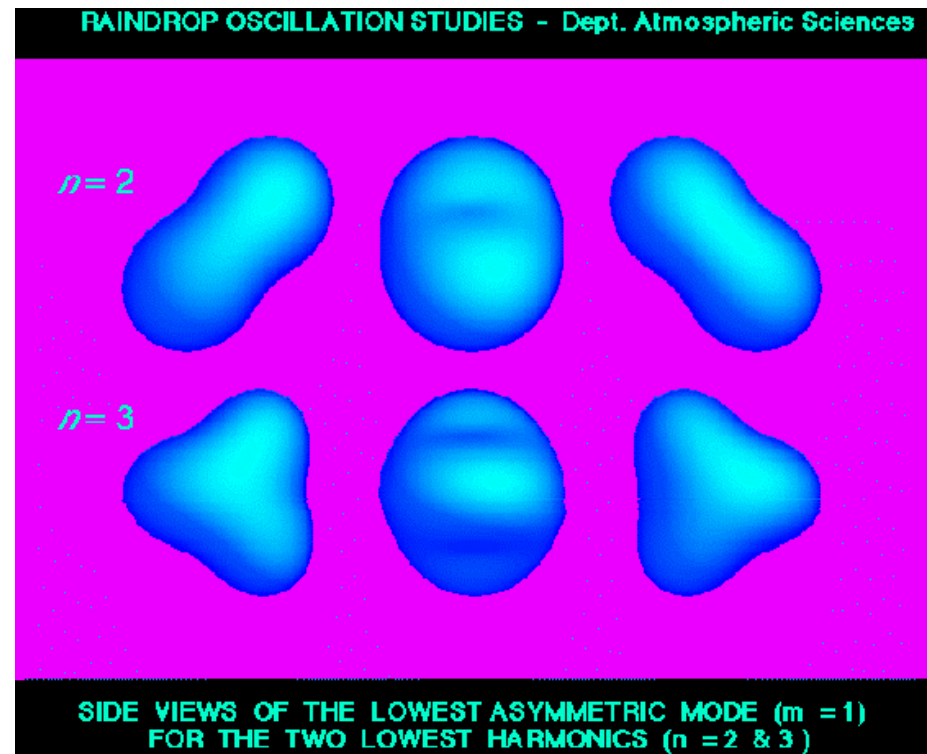 RAINDROP OSCILLATION STUDIES - Dept. Atmospheric Sciences
n = 2
n = 3
SIDE VIEWS OF THE LOWEST ASYMMETRIC MODE (m = 1)
FOR THE TWO LOWEST HARMONICS (n = 2 & 3)